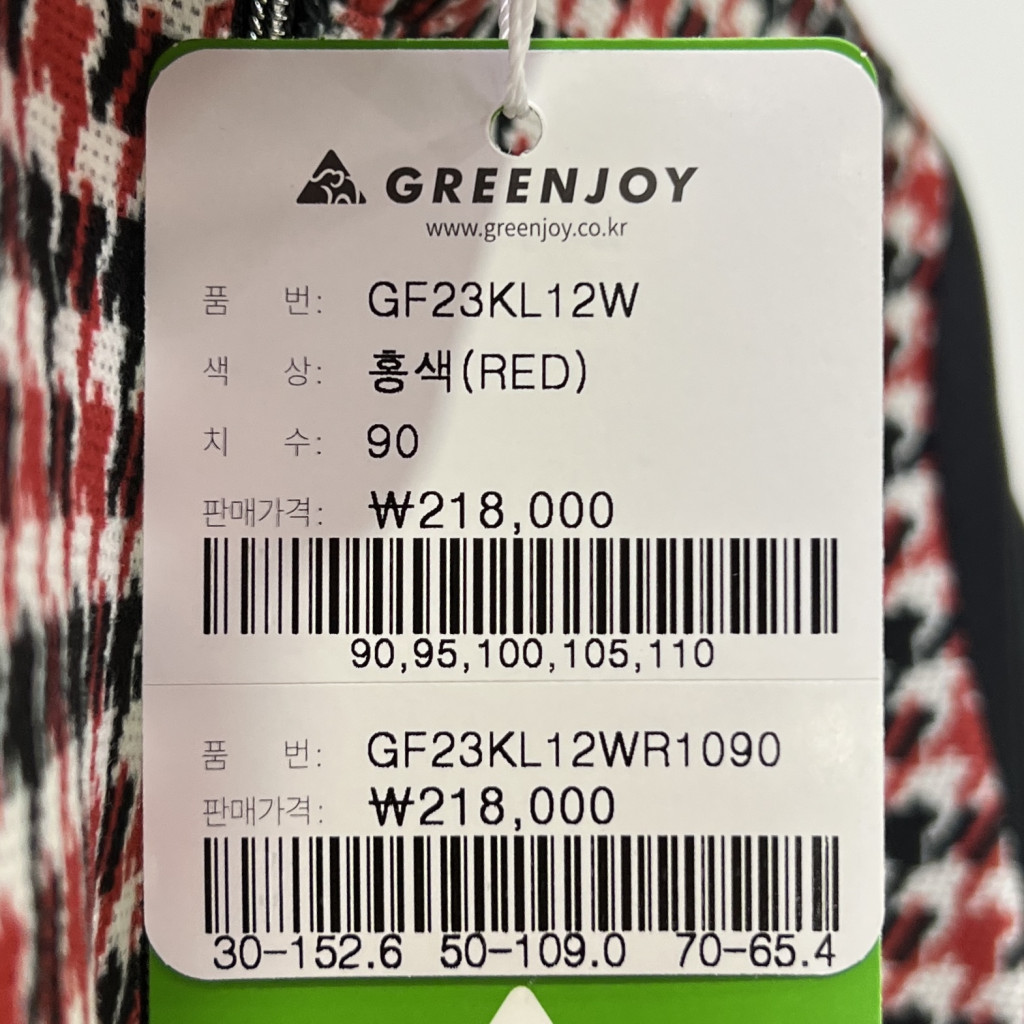 GREENJOY
www.greenjoy.co.kr
품 번: GF23KL12W
색 상: 홍색(RED)
치 수: 90
판매가격: ₩218,000
90,95,100,105,110
품 번: GF23KL12WR1090
판매가격: ₩218,000
30-152.6 50-109.0 70-65.4